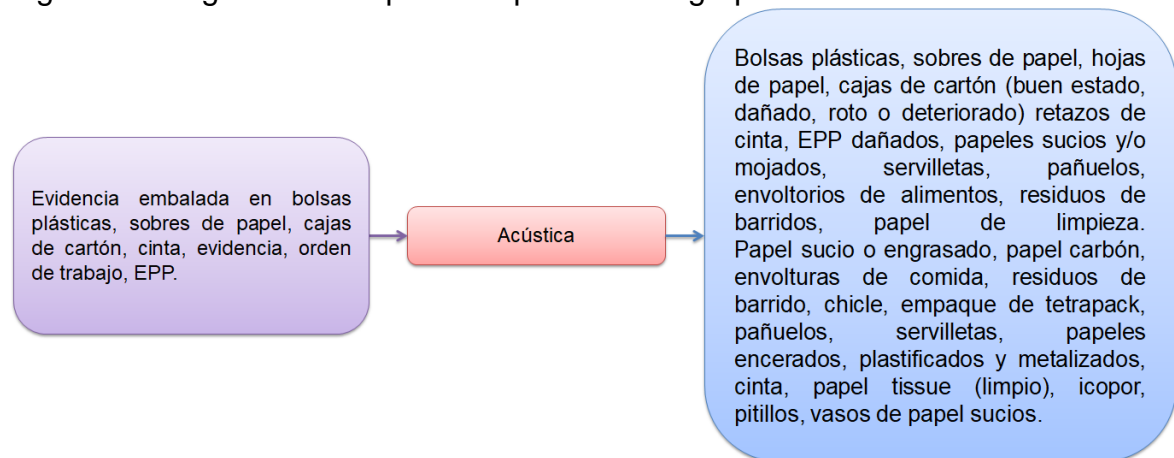 Evidencia embalada en bolsas
plásticas, sobres de papel, cajas
de cartón, cinta, evidencia, orden
de trabajo, EPP.
Acústica
Bolsas plásticas, sobres de papel, hojas
de papel, cajas de cartón (buen estado,
dañado, roto o deteriorado) retazos de
cinta, EPP dañados, papeles sucios y/o
mojados, servilletas, pañuelos,
envoltorios de alimentos, residuos de
barridos, papel de limpieza.
Papel sucio o engrasado, papel carbón,
envolturas de comida, residuos de
barrido, chicle, empaque de tetrapack,
pañuelos, servilletas, papeles
encerados, plastificados y metalizados,
cinta, papel tissue (limpio), icopor,
pitillos, vasos de papel sucios.